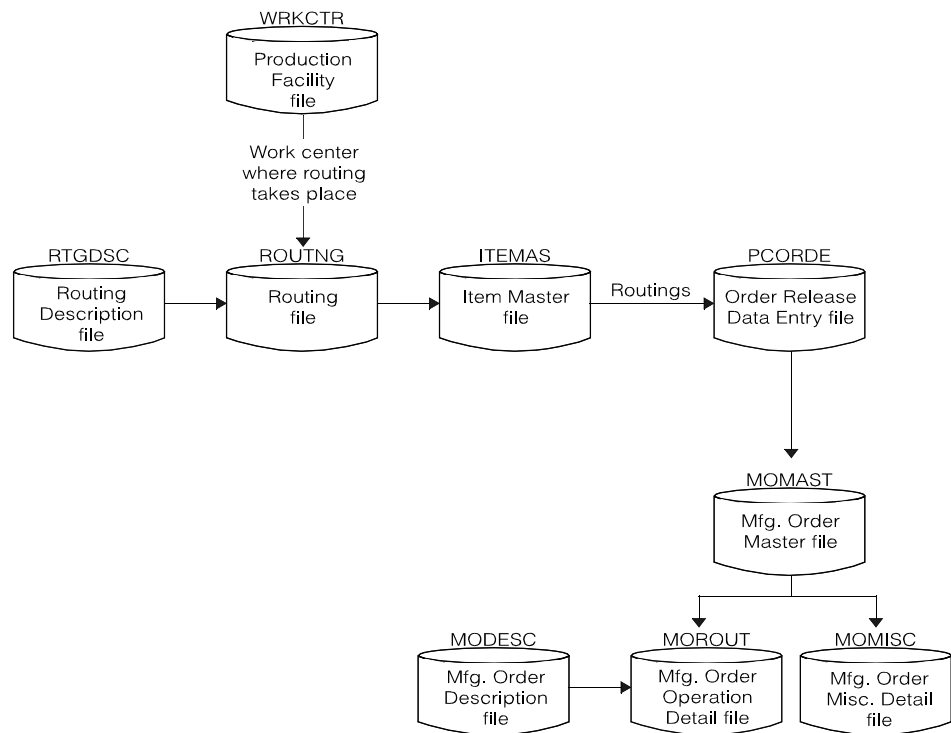 WRKCTR
Production
Facility
file
Work center
where routing
takes place
RTGDSC
Routing
Description
file
ROUTNG
Routing
file
ITEMAS
Item Master
file
Routings
PCORDE
Order Release
Data Entry file
MOMAST
Mfg. Order
Master file
MODESC
Mfg. Order
Description
file
MOROUT
Mfg. Order
Operation
Detail file
MOMISC
Mfg. Order
Misc. Detail
file